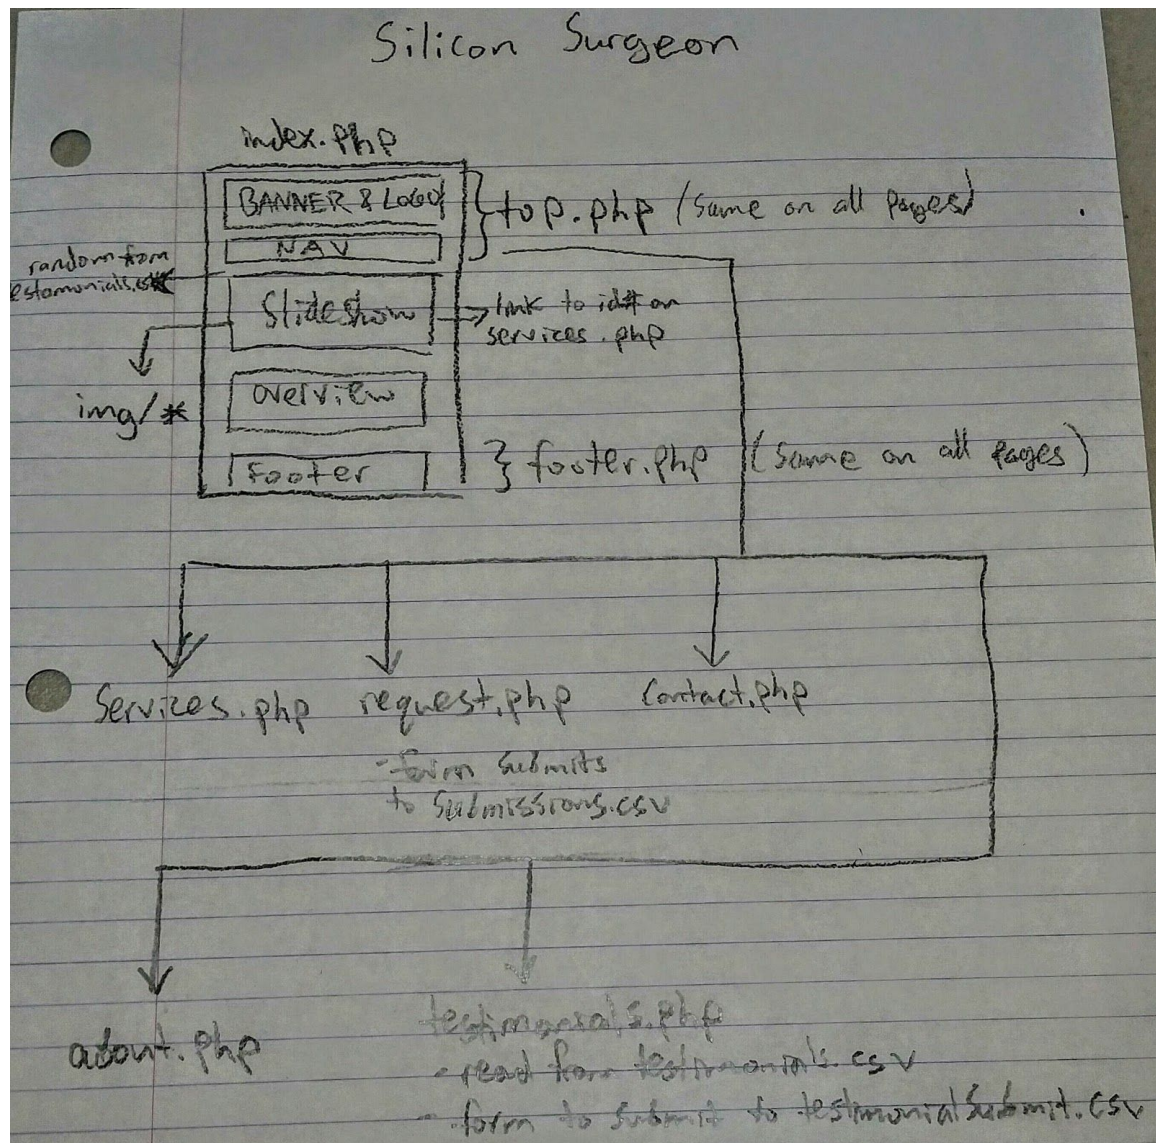 Silicon Surgeon
index.php
BANNER & LOGO
top.php (Same on all Pages)
NAV
random from
estamonials.csv
Slideshow
link to id# on
services.php
img/*
overview
Footer
footer.php (Same on all pages)
Services.php
request.php
Contact.php
-form Submits
to Submissions.csv
about.php
testimonials.php
- read from testimonials.csv
- form to submit to testimonialSubmit.csv